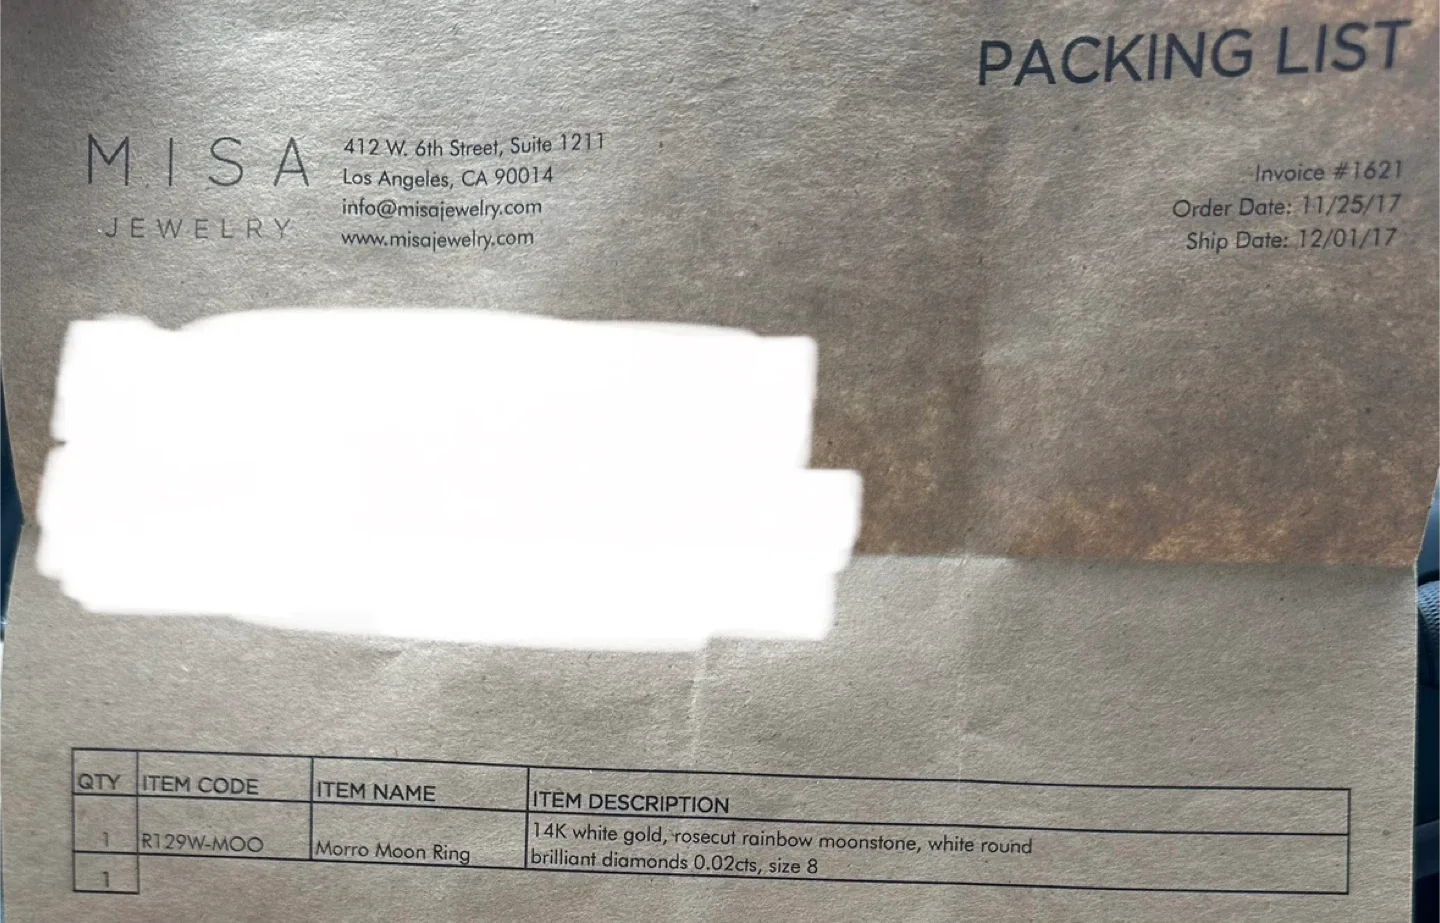 PACKING LIST
MISA
JEWELRY
412 W. 6th Street, Suite 1211
Los Angeles, CA 90014
info@misajewelry.com
www.misajewelry.com
Invoice #1621
Order Date: 11/25/17
Ship Date: 12/01/17
QTY ITEM CODE ITEM NAME ITEM DESCRIPTION
1 R129W-MOO Morro Moon Ring 14K white gold, rosecut rainbow moonstone, white round
brilliant diamonds 0.02cts, size 8
1